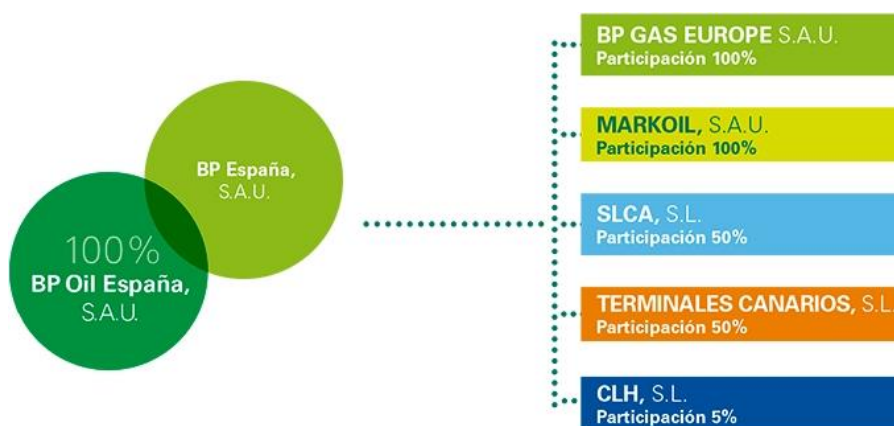 BP España,
S.A.U.
100%
BP Oil España,
S.A.U.
BP GAS EUROPE S.A.U.
Participación 100%
MARKOIL, S.A.U.
Participación 100%
SLCA, S.L.
Participación 50%
TERMINALES CANARIOS, S.L.
Participación 50%
CLH, S.L.
Participación 5%